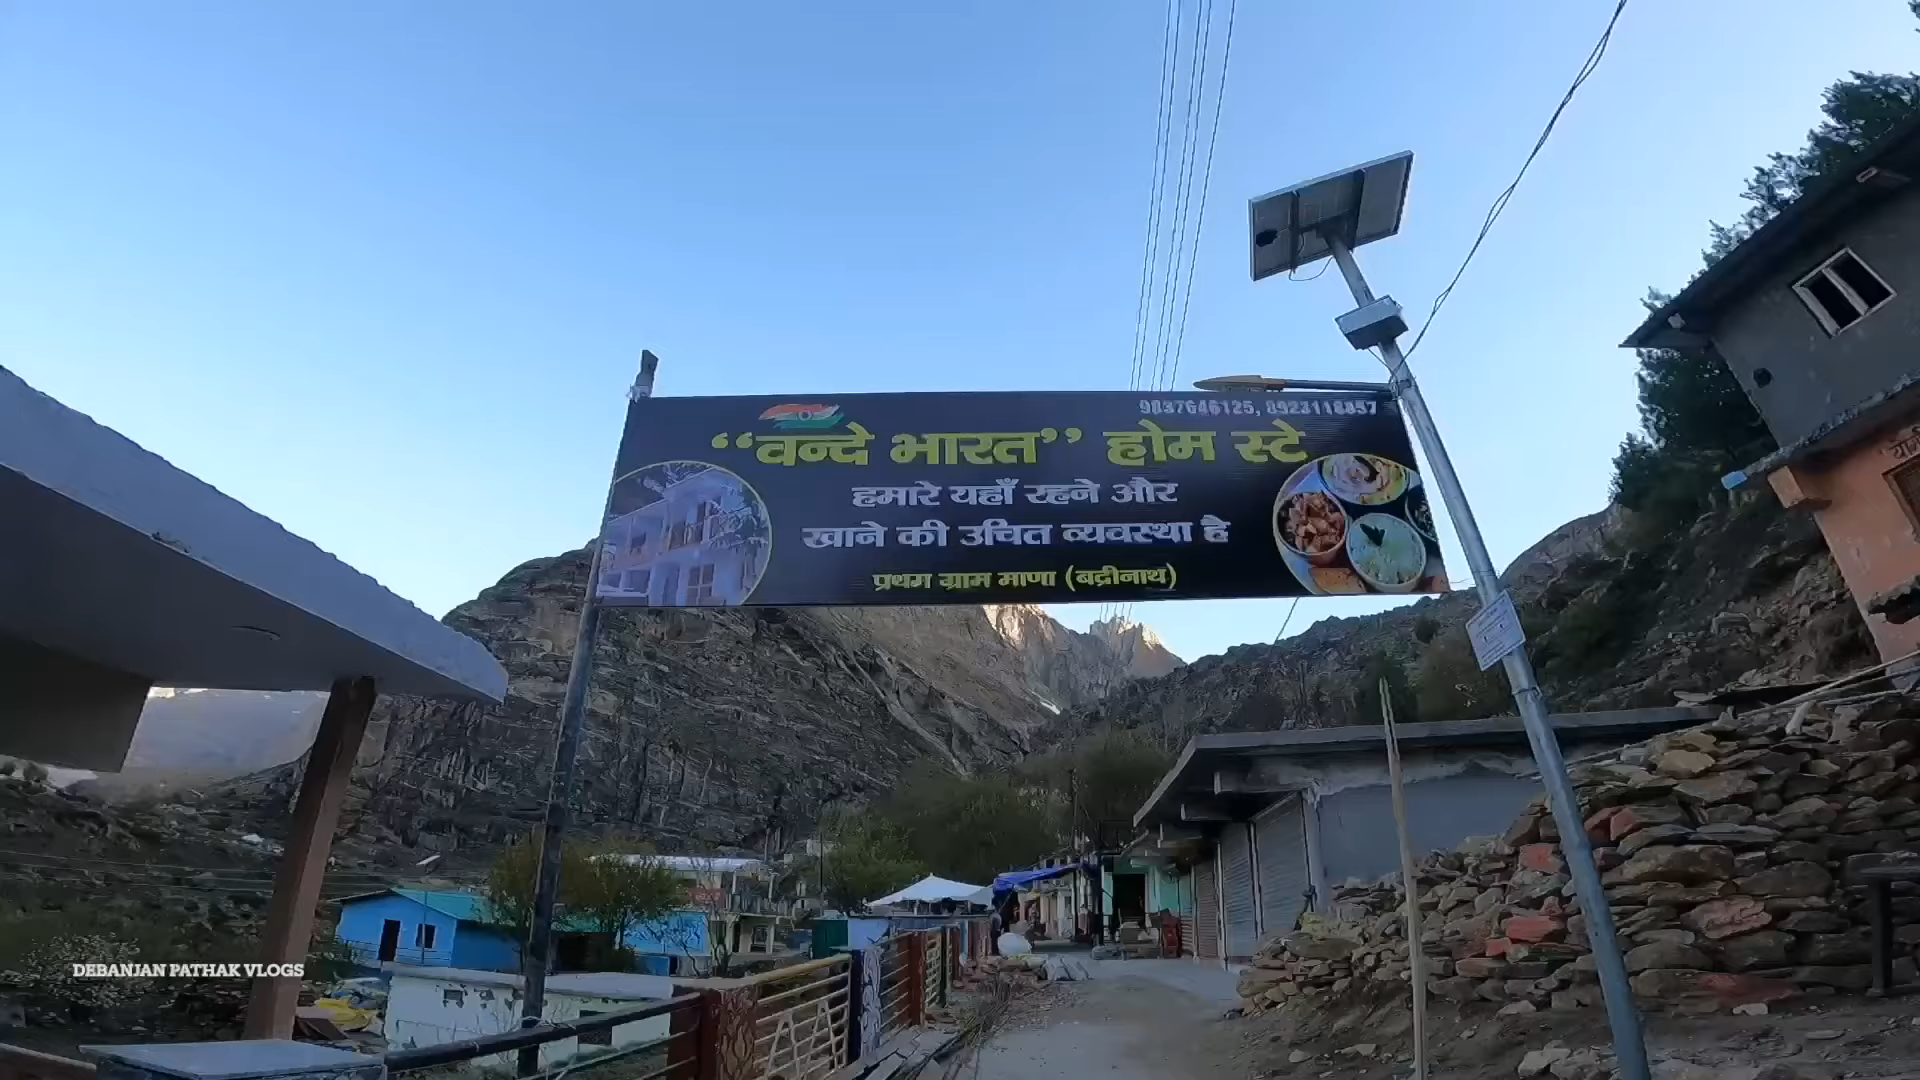 9837646125, 8923118857
“वन्दे भारत” होम स्टे
हमारे यहाँ रहने और
खाने की उचित व्यवस्था है
प्रथम ग्राम माणा (बद्रीनाथ)
DEBANJAN PATHAK VLOGS